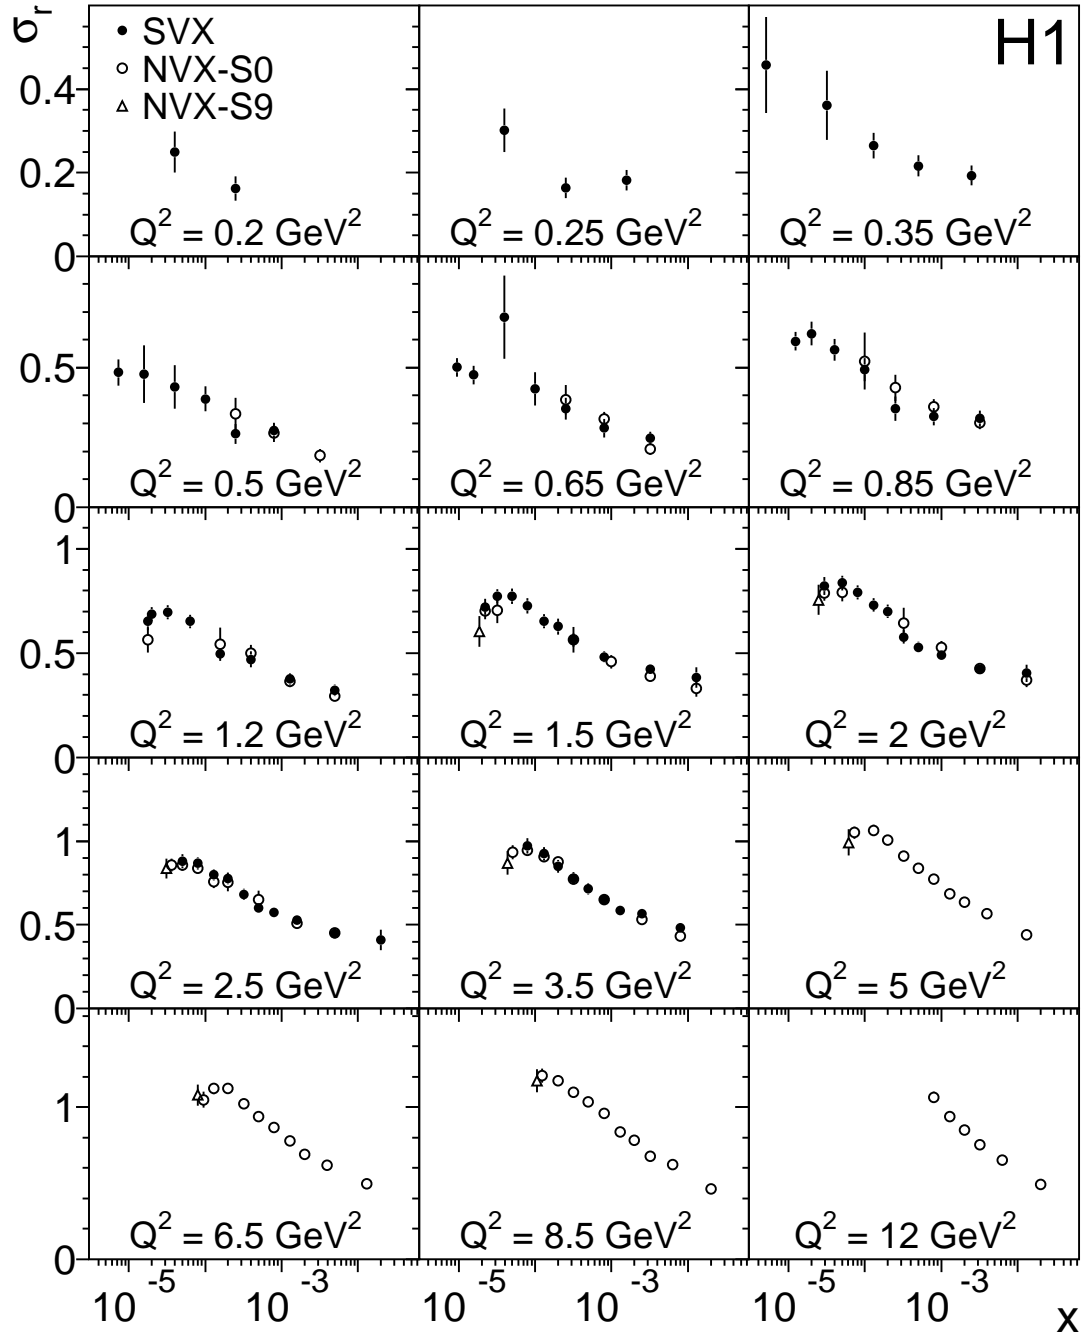 σr
SVX
NVX-S0
NVX-S9
H1
0.4
0.2
0
Q² = 0.2 GeV²
Q² = 0.25 GeV²
Q² = 0.35 GeV²
0.5
0
Q² = 0.5 GeV²
Q² = 0.65 GeV²
Q² = 0.85 GeV²
1
0.5
0
Q² = 1.2 GeV²
Q² = 1.5 GeV²
Q² = 2 GeV²
1
0.5
0
Q² = 2.5 GeV²
Q² = 3.5 GeV²
Q² = 5 GeV²
1
0
Q² = 6.5 GeV²
Q² = 8.5 GeV²
Q² = 12 GeV²
10⁻⁵ 10⁻³ 10⁻⁵ 10⁻³ 10⁻⁵ 10⁻³
x